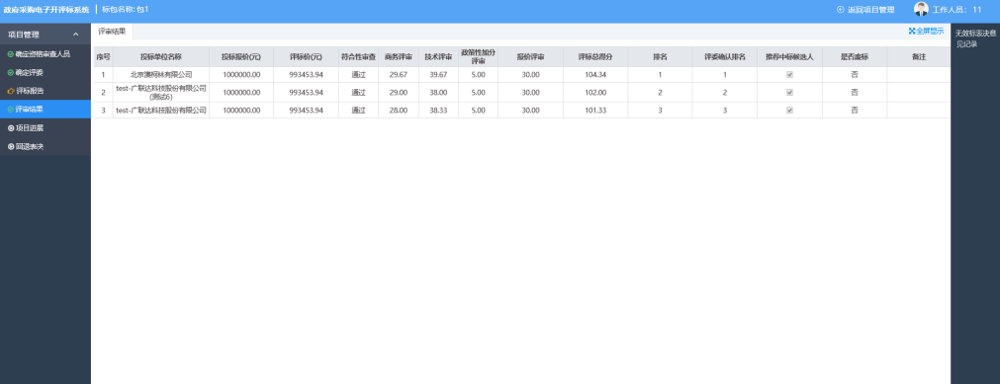 政府采购电子开评标系统 标包名称:包1 返回项目管理 工作人员: 11
项目管理
确定资格审查人员
确定评委
评标报告
评审结果
项目进展
回退表决
评审结果 全屏显示
序号 投标单位名称 投标报价(元) 评标价(元) 符合性审查 商务评审 技术评审 政策性加分评审 报价评审 评标总得分 排名 评委确认排名 推荐中标候选人 是否废标 备注
1 北京澳柯林有限公司 1000000.00 993453.94 通过 29.67 39.67 5.00 30.00 104.34 1 1 否
2 test-广联达科技股份有限公司(测试6) 1000000.00 993453.94 通过 29.00 38.00 5.00 30.00 102.00 2 2 否
3 test-广联达科技股份有限公司 1000000.00 993453.94 通过 28.00 38.33 5.00 30.00 101.33 3 3 否
无效标表决意
见记录